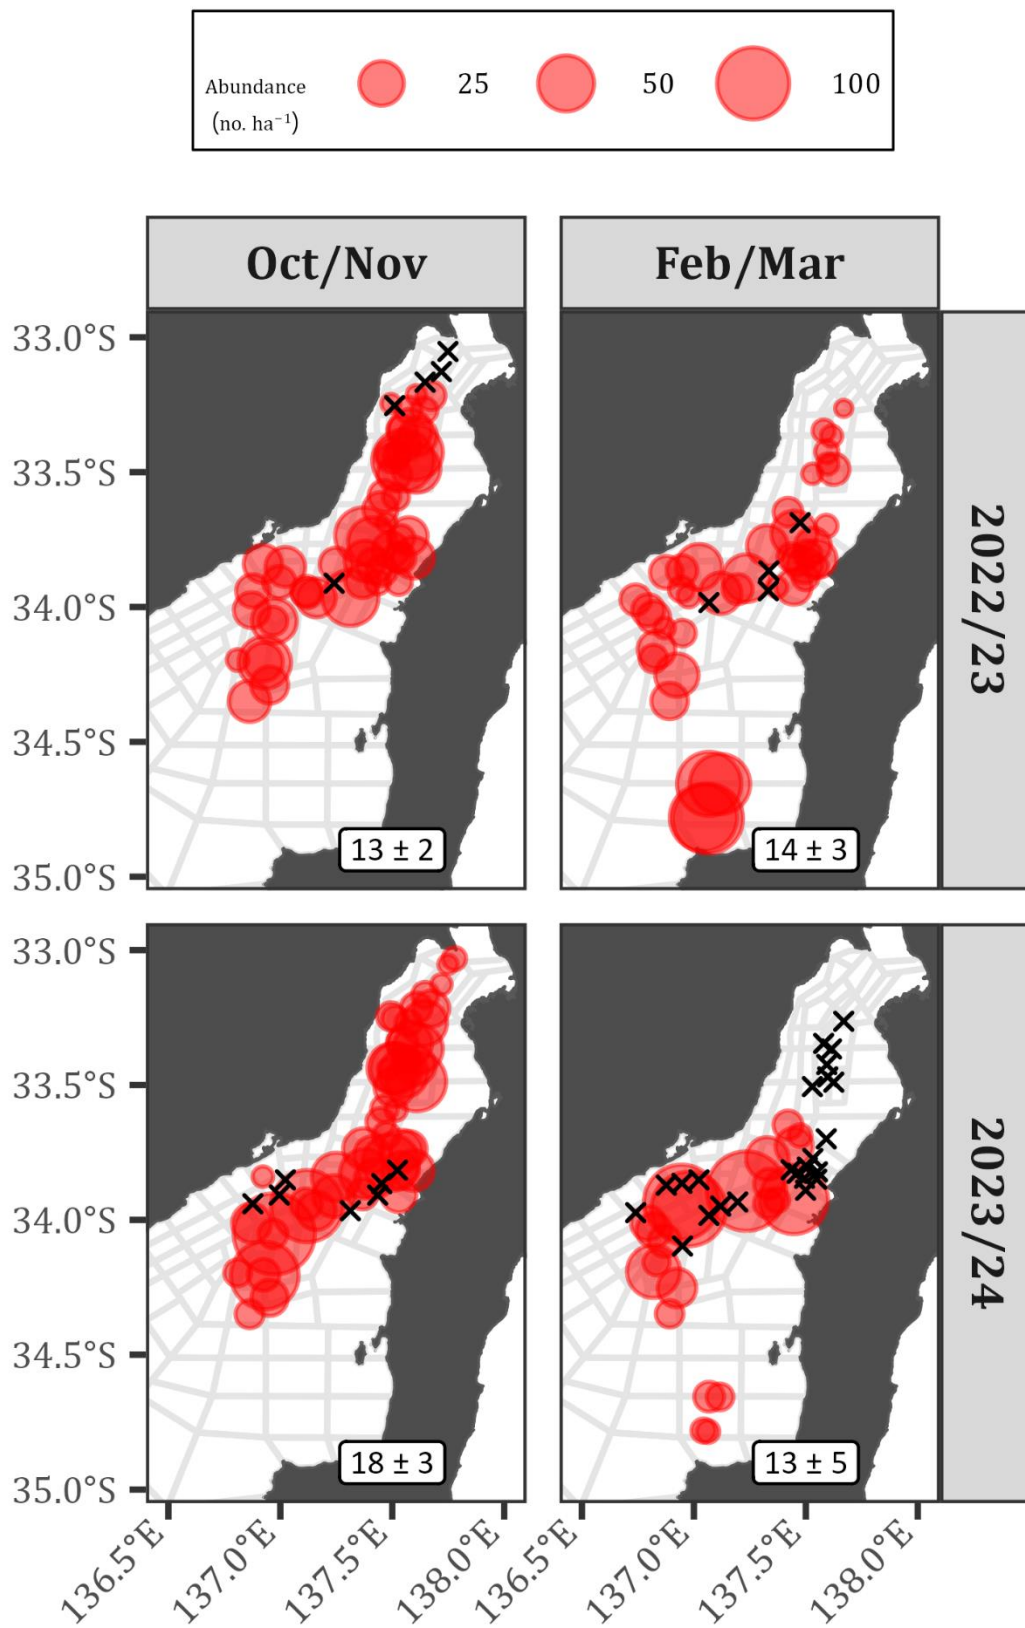 Abundance
(no. ha⁻¹)
25
50
100
Oct/Nov
Feb/Mar
33.0°S
33.5°S
34.0°S
34.5°S
35.0°S
13 ± 2
14 ± 3
2022/23
33.0°S
33.5°S
34.0°S
34.5°S
35.0°S
18 ± 3
13 ± 5
2023/24
136.5°E
137.0°E
137.5°E
138.0°E
136.5°E
137.0°E
137.5°E
138.0°E